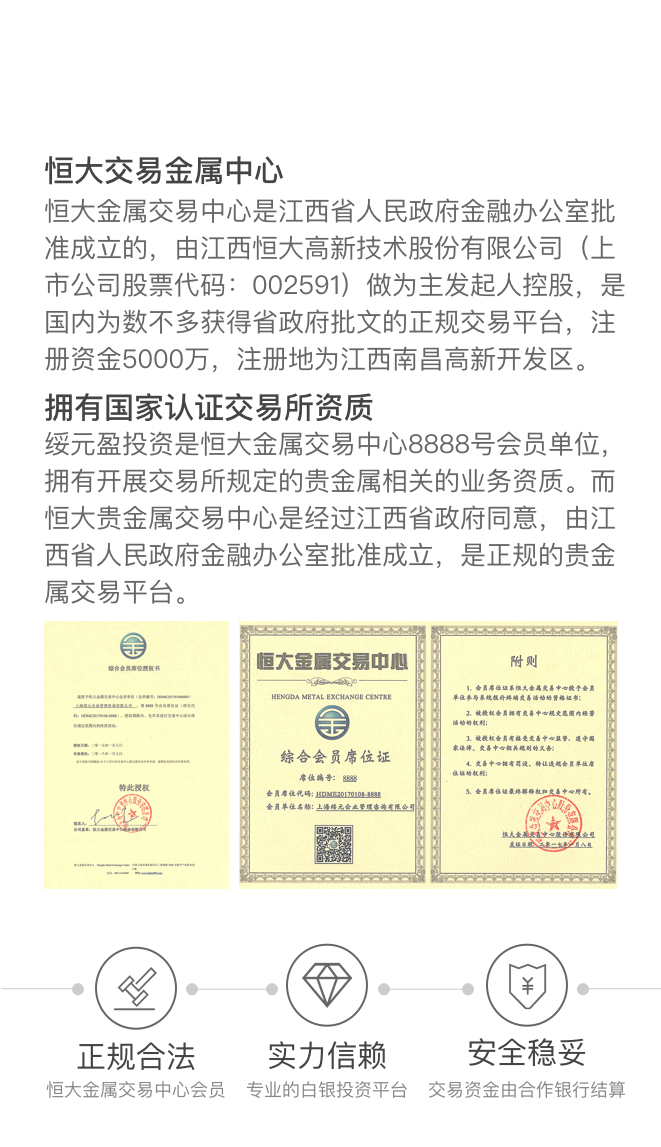 恒大交易金属中心
恒大金属交易中心是江西省人民政府金融办公室批
准成立的，由江西恒大高新技术股份有限公司（上
市公司股票代码：002591）做为主发起人控股，是
国内为数不多获得省政府批文的正规交易平台，注
册资金5000万，注册地为江西南昌高新开发区。
拥有国家认证交易所资质
绥元盈投资是恒大金属交易中心8888号会员单位，
拥有开展交易所规定的贵金属相关的业务资质。而
恒大贵金属交易中心是经过江西省政府同意，由江
西省人民政府金融办公室批准成立，是正规的贵金
属交易平台。
综合会员席位授权书
特此授权
恒大金属交易中心
HENGDA METAL EXCHANGE CENTRE
综合会员席位证
席位编号：8888
会员席位代码：HDME20170108-8888
会员单位名称：上海绥元企业管理咨询有限公司
附则
1、会员席位证系恒大金属交易中心授予会员
单位参与系统报价终端交易活动的资格证书；
2、被授权会员拥有交易中心规定范围内经营
活动的权利；
3、被授权会员有接受交易中心监管、遵守国
家法律、交易中心相关规则的义务；
4、交易中心拥有罚没、转让违规会员单位席
位证的权利；
5、会员席位证最终解释权归交易中心所有。
恒大金属交易中心股份有限公司
发证日期：二零一七年一月八日
正规合法
恒大金属交易中心会员
实力信赖
专业的白银投资平台
安全稳妥
交易资金由合作银行结算